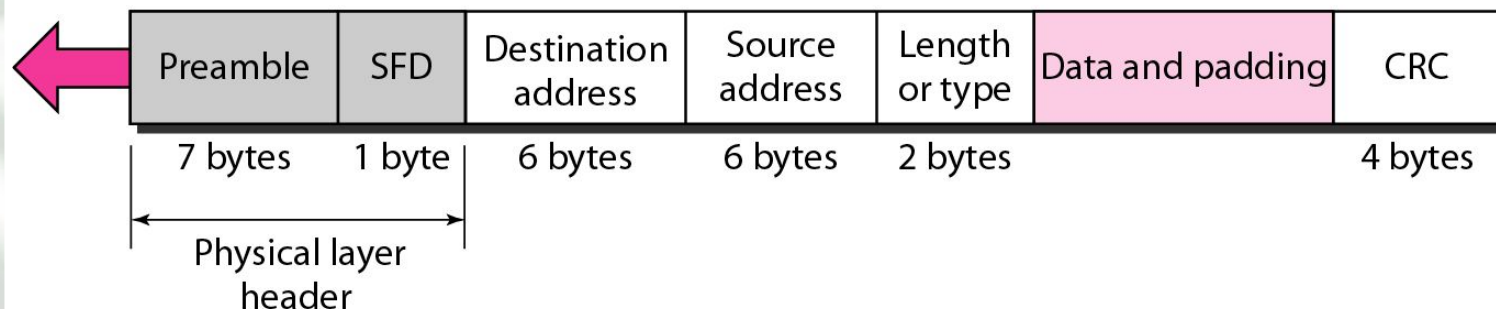 Preamble
SFD
Destination
address
Source
address
Length
or type
Data and padding
CRC
7 bytes
1 byte
6 bytes
6 bytes
2 bytes
4 bytes
Physical layer
header